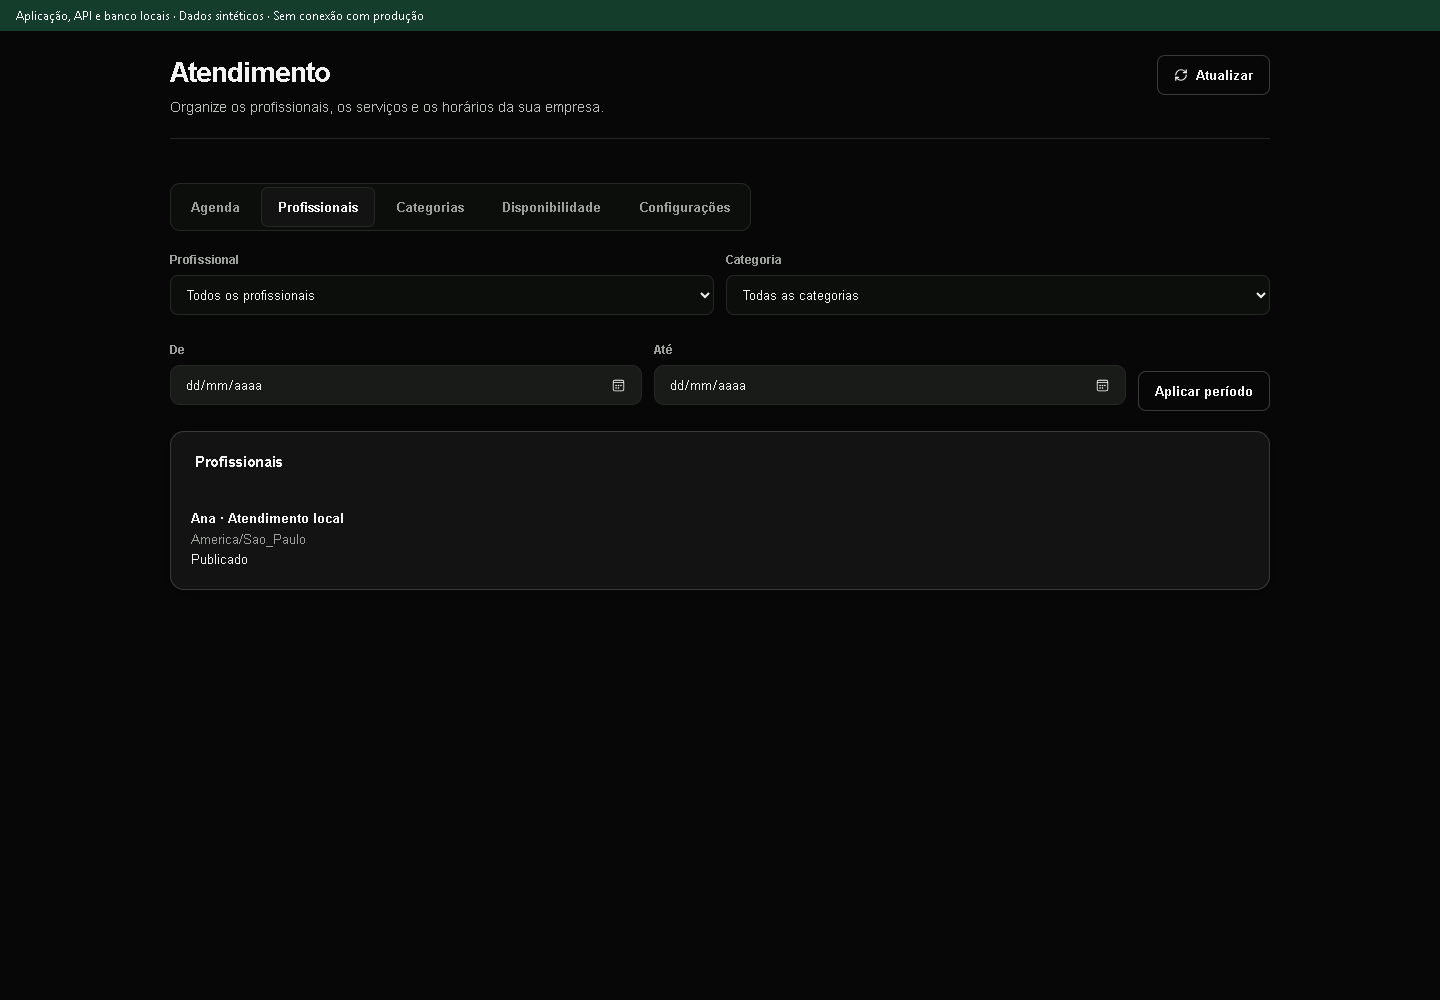 Aplicação, API e banco locais · Dados sintéticos · Sem conexão com produção
Atendimento
Atualizar
Organize os profissionais, os serviços e os horários da sua empresa.
Agenda
Profissionais
Categorias
Disponibilidade
Configurações
Profissional
Categoria
Todos os profissionais
Todas as categorias
De
Até
dd/mm/aaaa
dd/mm/aaaa
Aplicar período
Profissionais
Ana · Atendimento local
America/Sao_Paulo
Publicado